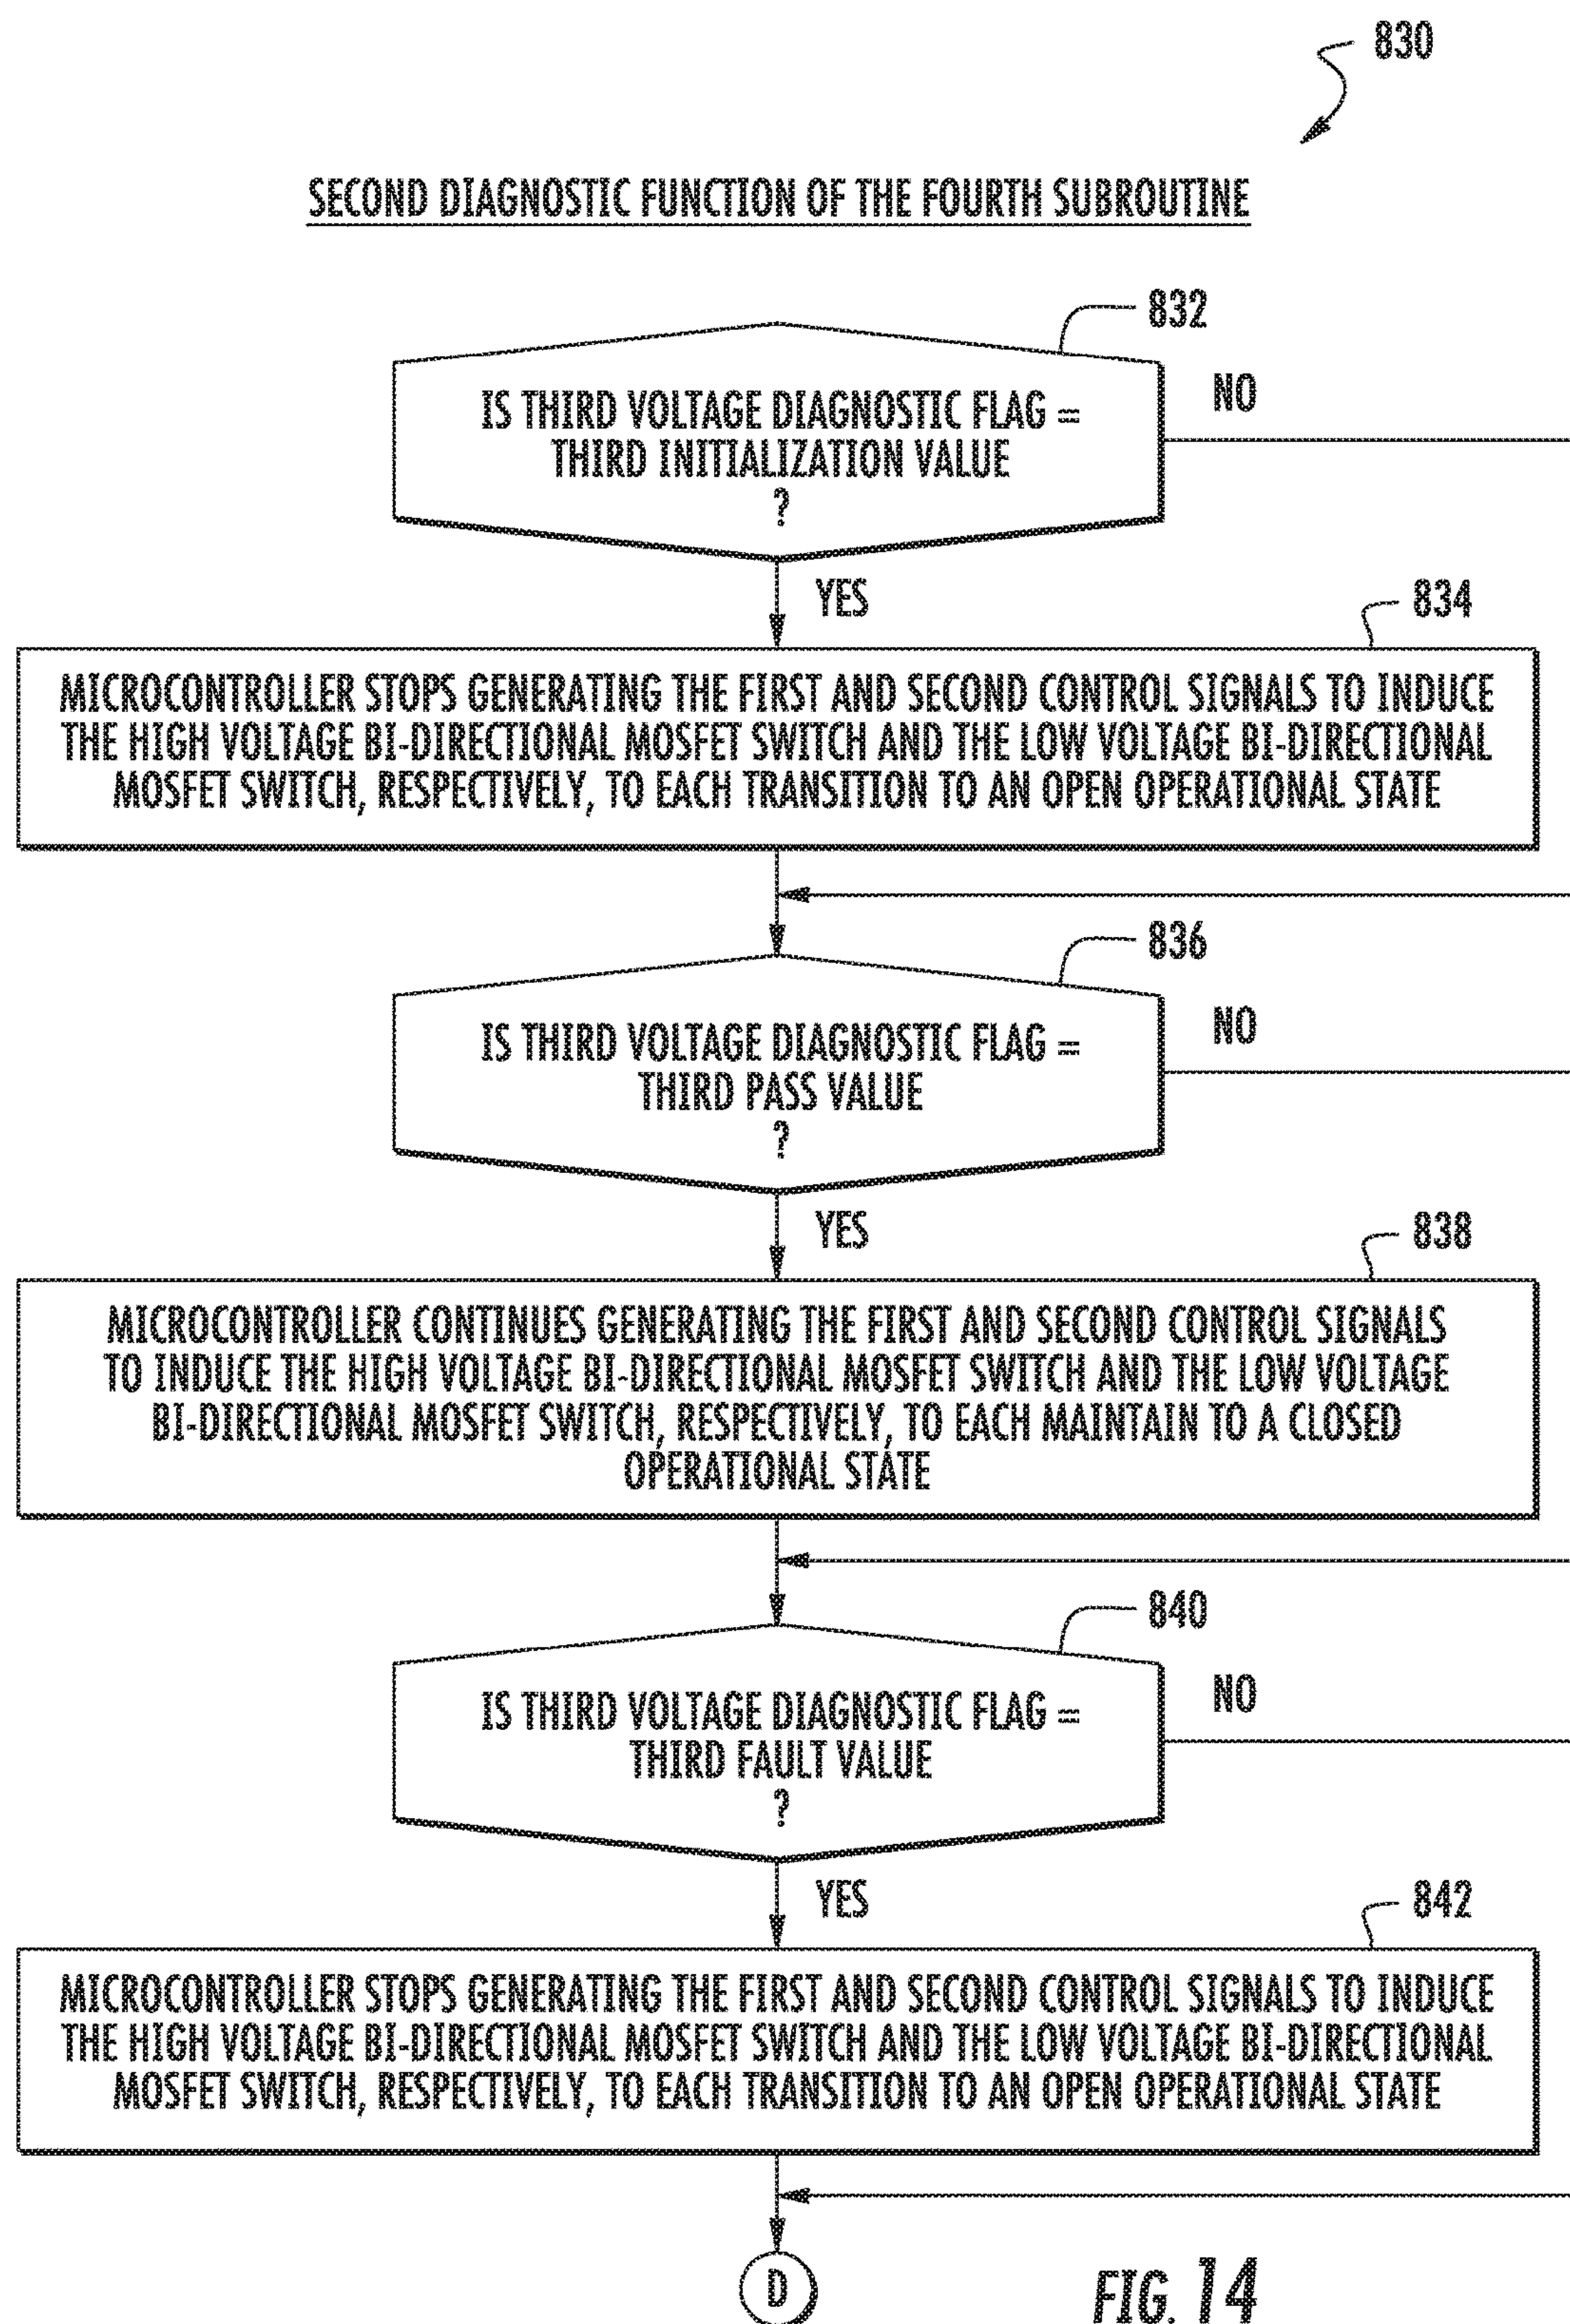 830
SECOND DIAGNOSTIC FUNCTION OF THE FOURTH SUBROUTINE
832
IS THIRD VOLTAGE DIAGNOSTIC FLAG =
THIRD INITIALIZATION VALUE
?
NO
YES
834
MICROCONTROLLER STOPS GENERATING THE FIRST AND SECOND CONTROL SIGNALS TO INDUCE
THE HIGH VOLTAGE BI-DIRECTIONAL MOSFET SWITCH AND THE LOW VOLTAGE BI-DIRECTIONAL
MOSFET SWITCH, RESPECTIVELY, TO EACH TRANSITION TO AN OPEN OPERATIONAL STATE
836
IS THIRD VOLTAGE DIAGNOSTIC FLAG =
THIRD PASS VALUE
?
NO
YES
838
MICROCONTROLLER CONTINUES GENERATING THE FIRST AND SECOND CONTROL SIGNALS
TO INDUCE THE HIGH VOLTAGE BI-DIRECTIONAL MOSFET SWITCH AND THE LOW VOLTAGE
BI-DIRECTIONAL MOSFET SWITCH, RESPECTIVELY, TO EACH MAINTAIN TO A CLOSED
OPERATIONAL STATE
840
IS THIRD VOLTAGE DIAGNOSTIC FLAG =
THIRD FAULT VALUE
?
NO
YES
842
MICROCONTROLLER STOPS GENERATING THE FIRST AND SECOND CONTROL SIGNALS TO INDUCE
THE HIGH VOLTAGE BI-DIRECTIONAL MOSFET SWITCH AND THE LOW VOLTAGE BI-DIRECTIONAL
MOSFET SWITCH, RESPECTIVELY, TO EACH TRANSITION TO AN OPEN OPERATIONAL STATE
D
FIG. 14